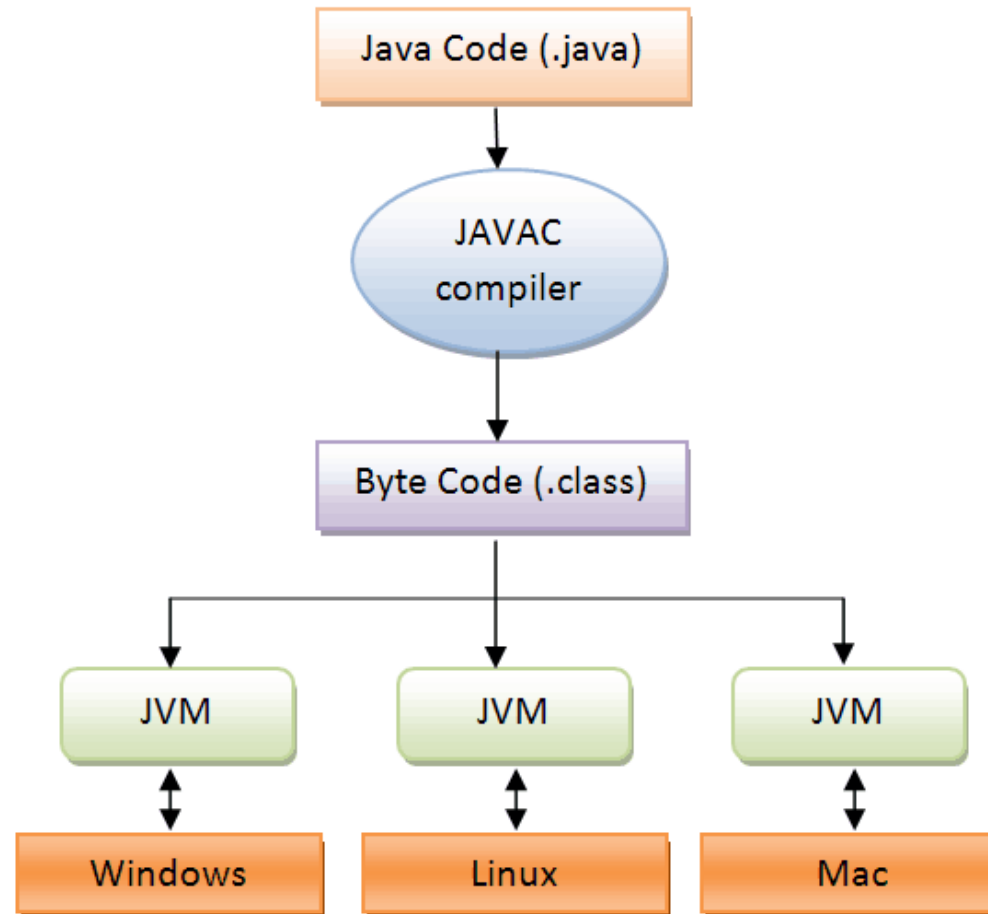 Java Code (.java)
JAVAC
compiler
Byte Code (.class)
JVM
JVM
JVM
Windows
Linux
Mac